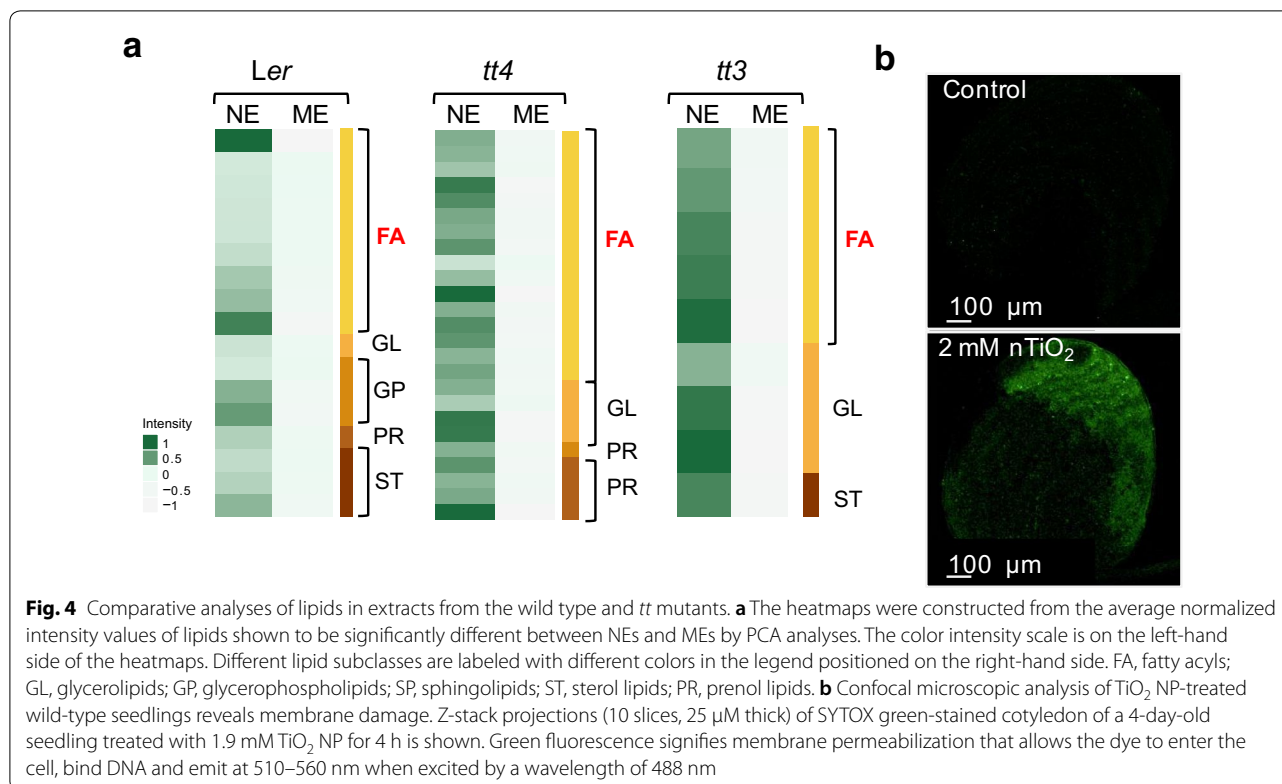 a
Ler
tt4
tt3
NE ME
NE ME
NE ME
FA
GL
GP
PR
ST
FA
GL
PR
PR
FA
GL
ST
Intensity
1
0.5
0
−0.5
−1
b
Control
100 µm
2 mM nTiO2
100 µm
Fig. 4 Comparative analyses of lipids in extracts from the wild type and tt mutants. a The heatmaps were constructed from the average normalized
intensity values of lipids shown to be significantly different between NEs and MEs by PCA analyses. The color intensity scale is on the left-hand
side of the heatmaps. Different lipid subclasses are labeled with different colors in the legend positioned on the right-hand side. FA, fatty acyls;
GL, glycerolipids; GP, glycerophospholipids; SP, sphingolipids; ST, sterol lipids; PR, prenol lipids. b Confocal microscopic analysis of TiO2 NP-treated
wild-type seedlings reveals membrane damage. Z-stack projections (10 slices, 25 µM thick) of SYTOX green-stained cotyledon of a 4-day-old
seedling treated with 1.9 mM TiO2 NP for 4 h is shown. Green fluorescence signifies membrane permeabilization that allows the dye to enter the
cell, bind DNA and emit at 510–560 nm when excited by a wavelength of 488 nm